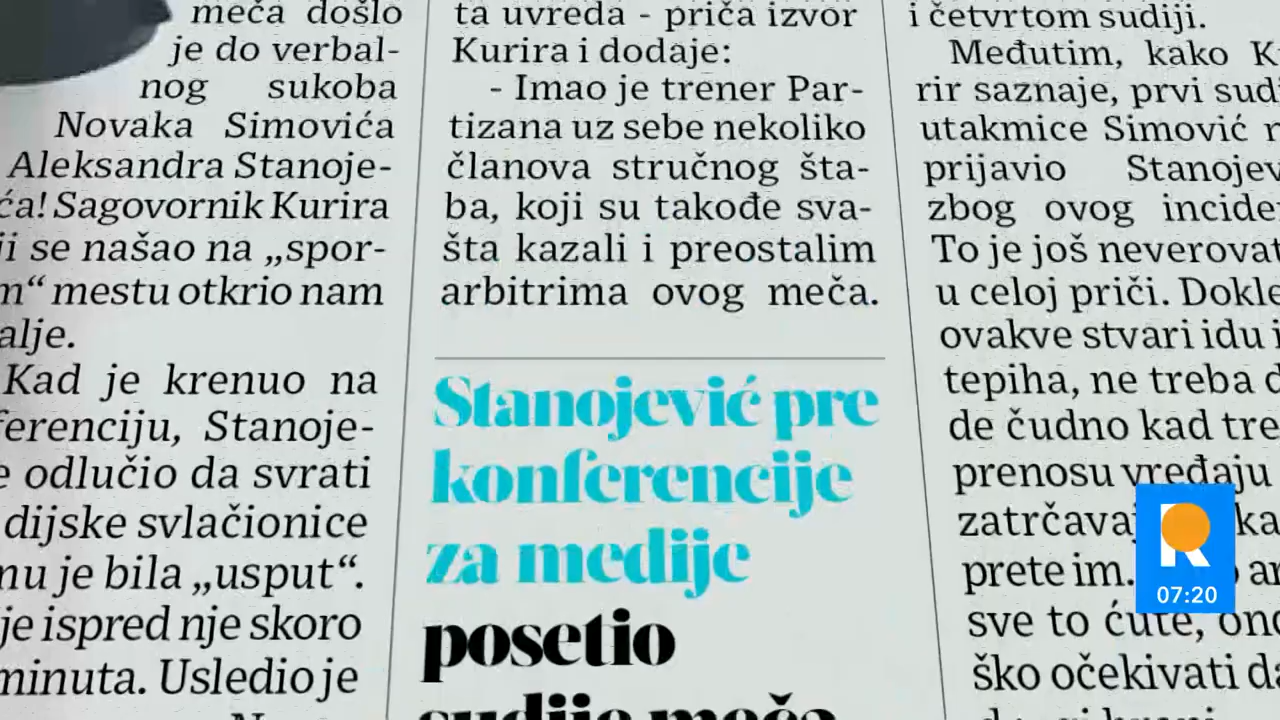 meča došlo
je do verbal-
nog sukoba
Novaka Simovića
Aleksandra Stanoje-
ća! Sagovornik Kurira
ji se našao na „spor-
m“ mestu otkrio nam
alje.
Kad je krenuo na
ferenciju, Stanoje-
e odlučio da svrati
dijske svlačionice
mu je bila „usput“.
je ispred nje skoro
minuta. Usledio je
ta uvreda - priča izvor
Kurira i dodaje:
- Imao je trener Par-
tizana uz sebe nekoliko
članova stručnog šta-
ba, koji su takođe sva-
šta kazali i preostalim
arbitrima ovog meča.
Stanojević pre
konferencije
za medije
posetio
sudije meča
i četvrtom sudiji.
Međutim, kako Ku
rir saznaje, prvi sudi
utakmice Simović
prijavio Stanojev
zbog ovog incide
To je još neverovat
u celoj priči. Dokle
ovakve stvari idu
tepiha, ne treba
de čudno kad tre
prenosu vređaju
zatrčava
prete im.
sve to ćute, ond
ško očekivati da
R
07:20